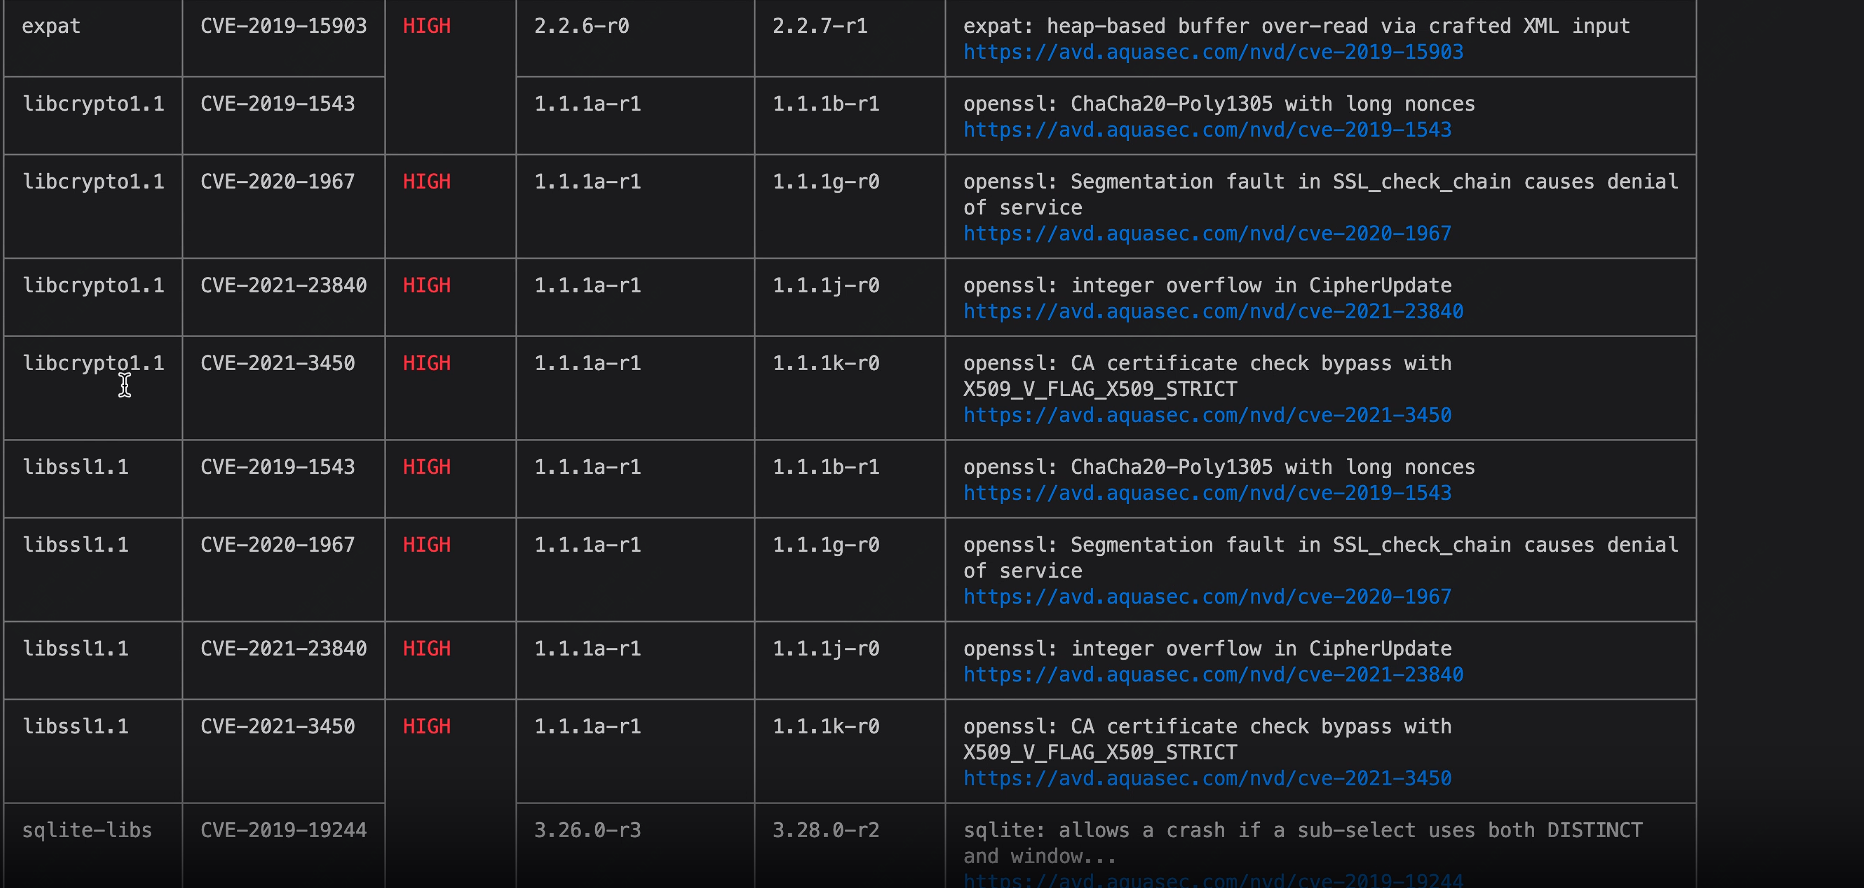 expat CVE-2019-15903 HIGH 2.2.6-r0 2.2.7-r1 expat: heap-based buffer over-read via crafted XML input
https://avd.aquasec.com/nvd/cve-2019-15903
libcrypto1.1 CVE-2019-1543 1.1.1a-r1 1.1.1b-r1 openssl: ChaCha20-Poly1305 with long nonces
https://avd.aquasec.com/nvd/cve-2019-1543
libcrypto1.1 CVE-2020-1967 HIGH 1.1.1a-r1 1.1.1g-r0 openssl: Segmentation fault in SSL_check_chain causes denial
of service
https://avd.aquasec.com/nvd/cve-2020-1967
libcrypto1.1 CVE-2021-23840 HIGH 1.1.1a-r1 1.1.1j-r0 openssl: integer overflow in CipherUpdate
https://avd.aquasec.com/nvd/cve-2021-23840
libcrypto1.1 CVE-2021-3450 HIGH 1.1.1a-r1 1.1.1k-r0 openssl: CA certificate check bypass with
X509_V_FLAG_X509_STRICT
https://avd.aquasec.com/nvd/cve-2021-3450
libssl1.1 CVE-2019-1543 HIGH 1.1.1a-r1 1.1.1b-r1 openssl: ChaCha20-Poly1305 with long nonces
https://avd.aquasec.com/nvd/cve-2019-1543
libssl1.1 CVE-2020-1967 HIGH 1.1.1a-r1 1.1.1g-r0 openssl: Segmentation fault in SSL_check_chain causes denial
of service
https://avd.aquasec.com/nvd/cve-2020-1967
libssl1.1 CVE-2021-23840 HIGH 1.1.1a-r1 1.1.1j-r0 openssl: integer overflow in CipherUpdate
https://avd.aquasec.com/nvd/cve-2021-23840
libssl1.1 CVE-2021-3450 HIGH 1.1.1a-r1 1.1.1k-r0 openssl: CA certificate check bypass with
X509_V_FLAG_X509_STRICT
https://avd.aquasec.com/nvd/cve-2021-3450
sqlite-libs CVE-2019-19244 3.26.0-r3 3.28.0-r2 sqlite: allows a crash if a sub-select uses both DISTINCT
and window...
https://avd.aquasec.com/nvd/cve-2019-19244